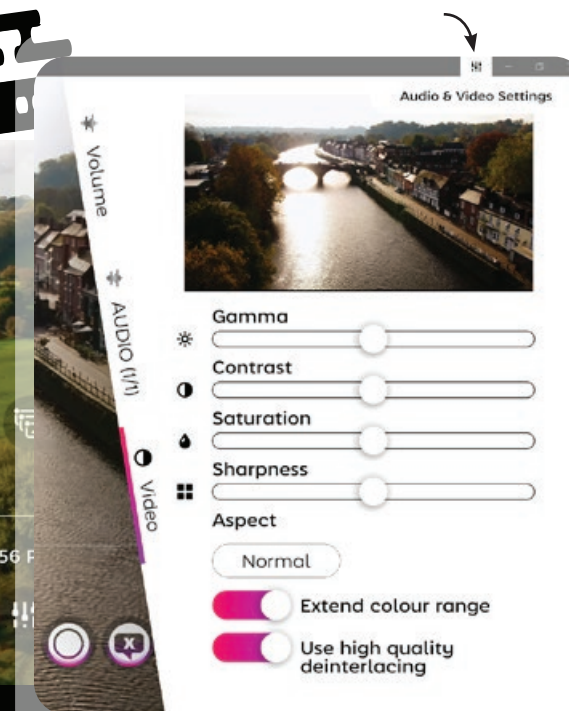 Audio & Video Settings
Volume
AUDIO (1/1)
Video
Gamma
Contrast
Saturation
Sharpness
Aspect
Normal
Extend colour range
Use high quality
deinterlacing
56 F
X